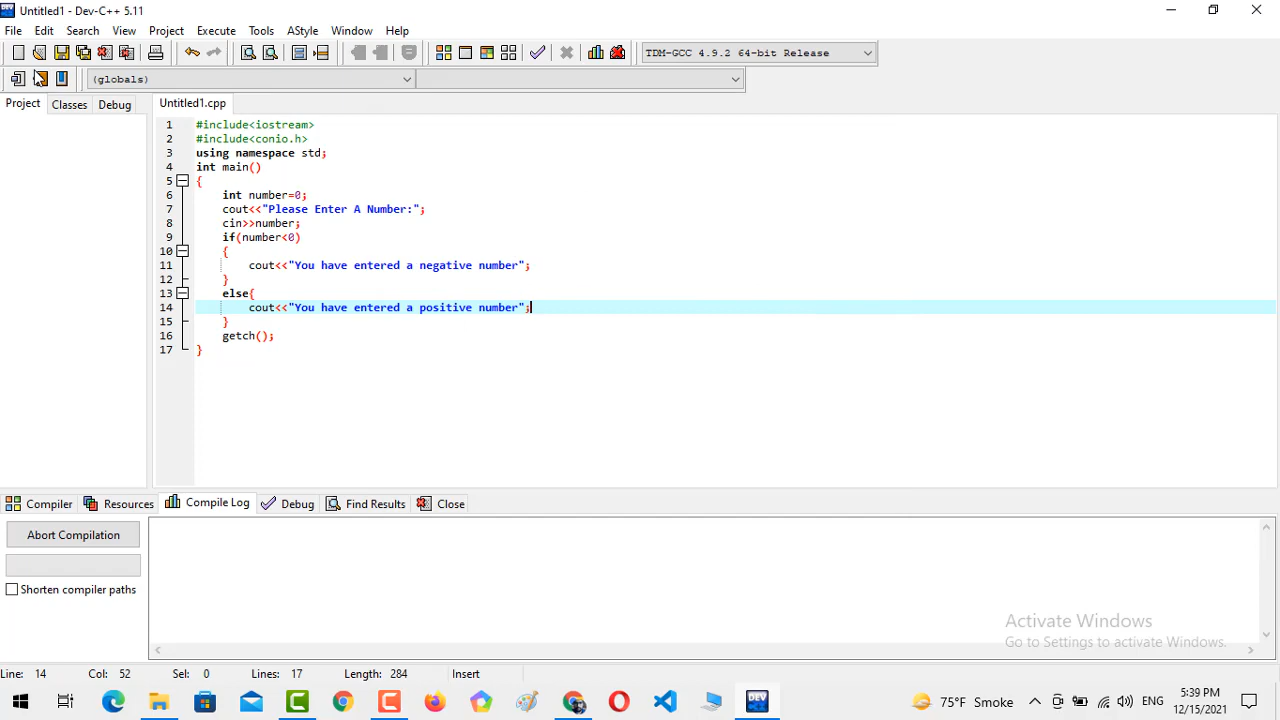 Untitled1 - Dev-C++ 5.11
File Edit Search View Project Execute Tools AStyle Window Help
TDM-GCC 4.9.2 64-bit Release
(globals)
Project Classes Debug Untitled1.cpp
1 #include<iostream>
2 #include<conio.h>
3 using namespace std;
4 int main()
5 {
6 int number=0;
7 cout<<"Please Enter A Number:";
8 cin>>number;
9 if(number<0)
10 {
11 cout<<"You have entered a negative number";
12 }
13 else{
14 cout<<"You have entered a positive number";
15 }
16 getch();
17 }
Compiler Resources Compile Log Debug Find Results Close
Abort Compilation
Shorten compiler paths
Activate Windows
Go to Settings to activate Windows.
Line: 14 Col: 52 Sel: 0 Lines: 17 Length: 284 Insert
DEV
75°F Smoke ENG
5:39 PM
12/15/2021